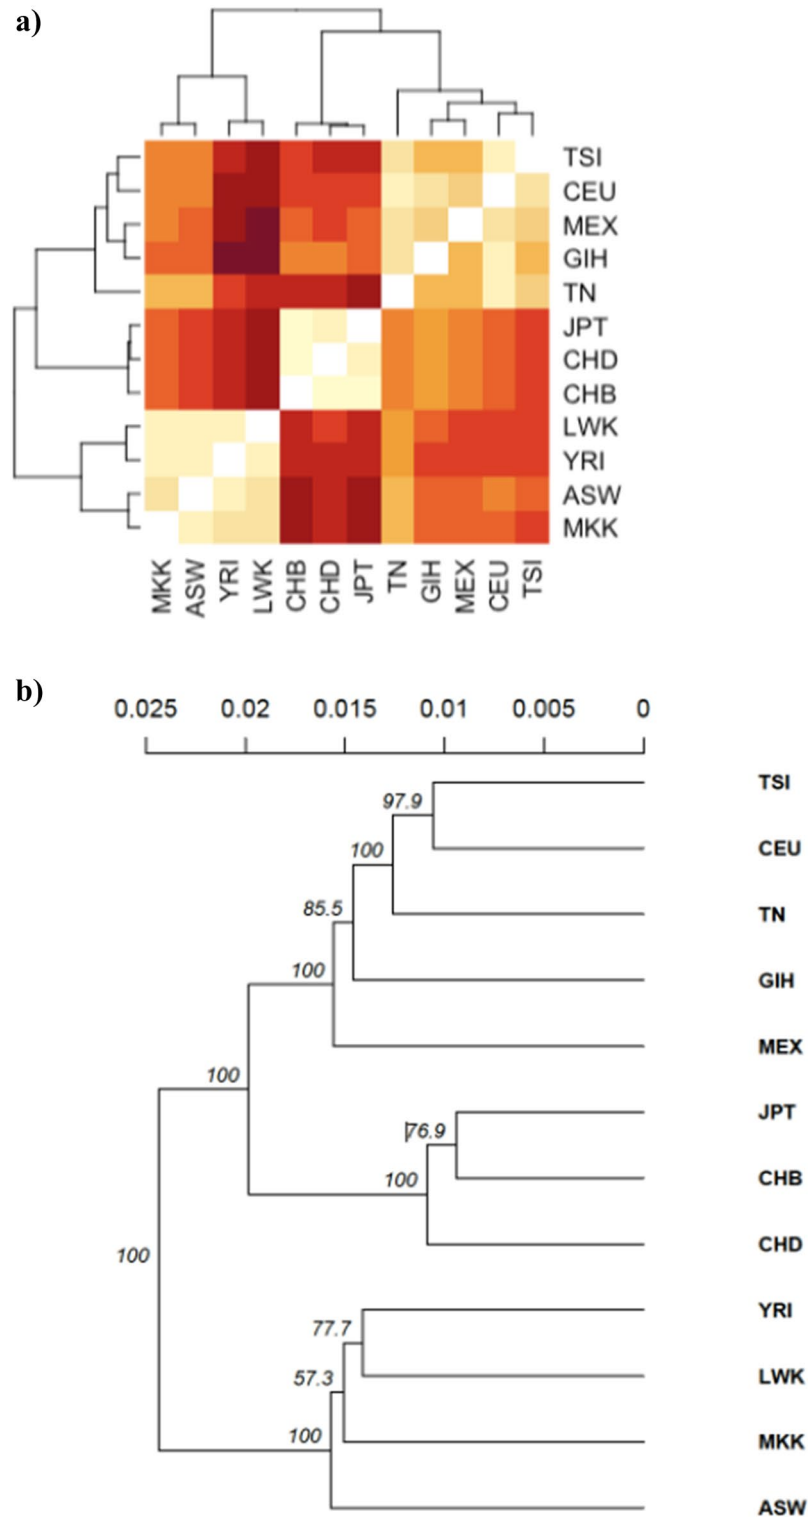 a)
TSI
CEU
MEX
GIH
TN
JPT
CHD
CHB
LWK
YRI
ASW
MKK
MKK ASW YRI LWK CHB CHD JPT TN GIH MEX CEU TSI
b)
0.025 0.02 0.015 0.01 0.005 0
TSI
97.9
CEU
100
TN
85.5
100
GIH
MEX
100
JPT
76.9
CHB
100
CHD
100
YRI
77.7
LWK
57.3
MKK
100
ASW